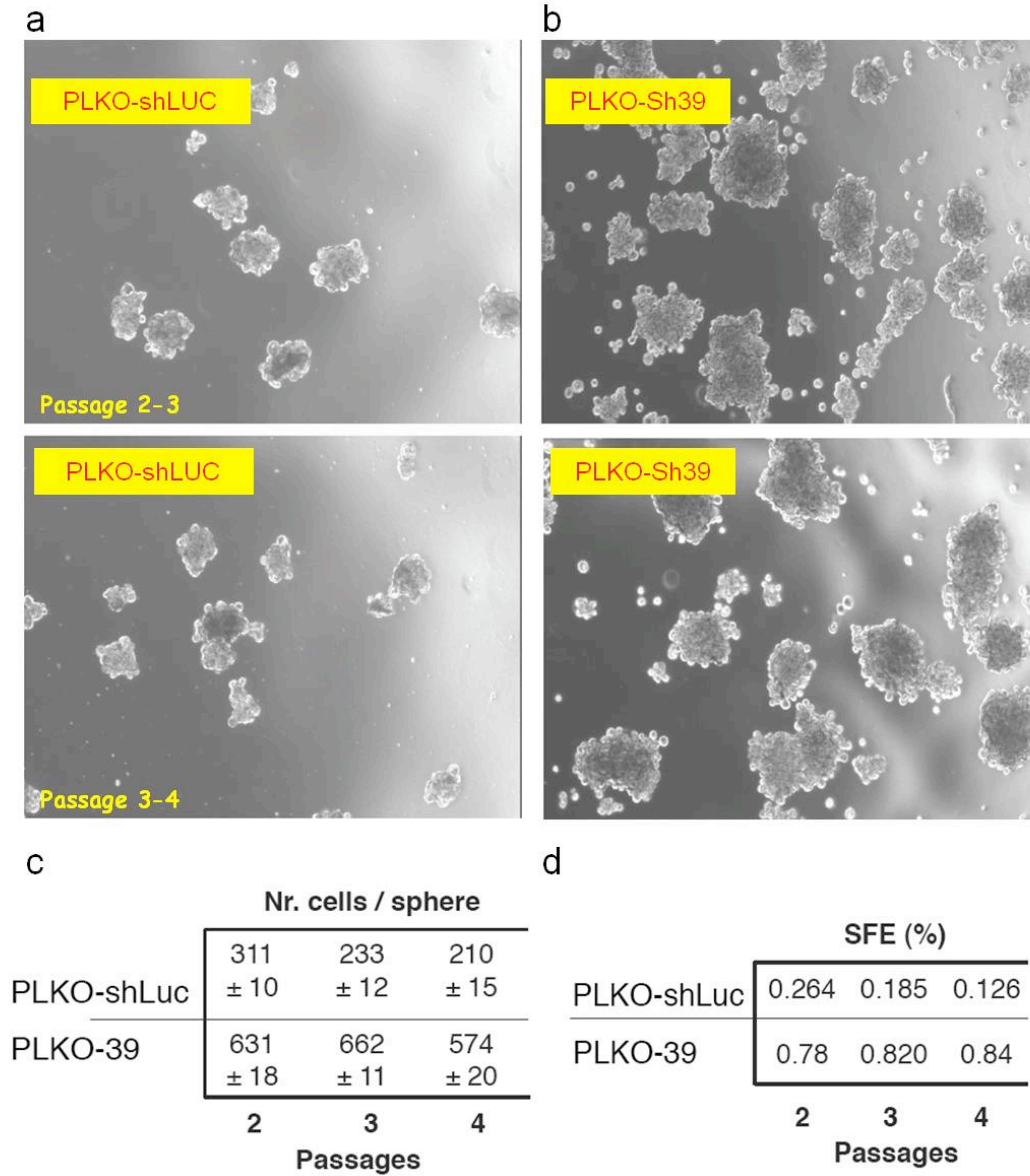 a
b
PLKO-shLUC
PLKO-Sh39
Passage 2-3
PLKO-shLUC
PLKO-Sh39
Passage 3-4
c
d
Nr. cells / sphere
311 233 210
PLKO-shLuc ± 10 ± 12 ± 15
PLKO-39 631 662 574
± 18 ± 11 ± 20
2 3 4
Passages
SFE (%)
PLKO-shLuc 0.264 0.185 0.126
PLKO-39 0.78 0.820 0.84
2 3 4
Passages